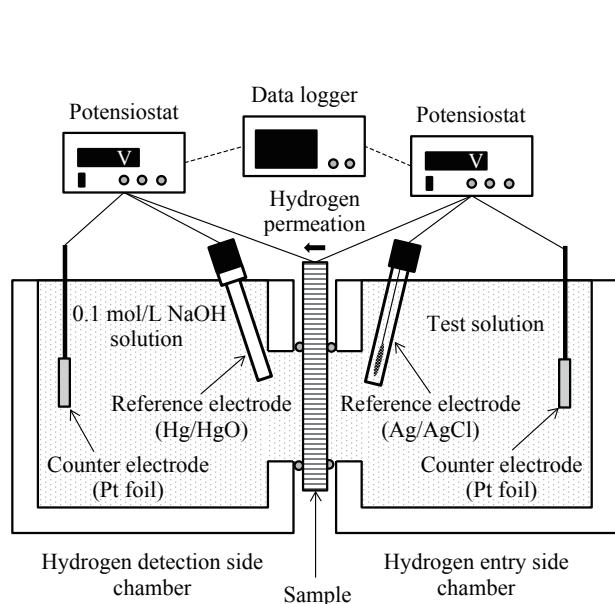 Potensiostat
Data logger
Potensiostat
V
V
Hydrogen
permeation
0.1 mol/L NaOH
solution
Test solution
Reference electrode
(Hg/HgO)
Reference electrode
(Ag/AgCl)
Counter electrode
(Pt foil)
Counter electrode
(Pt foil)
Hydrogen detection side
chamber
Sample
Hydrogen entry side
chamber